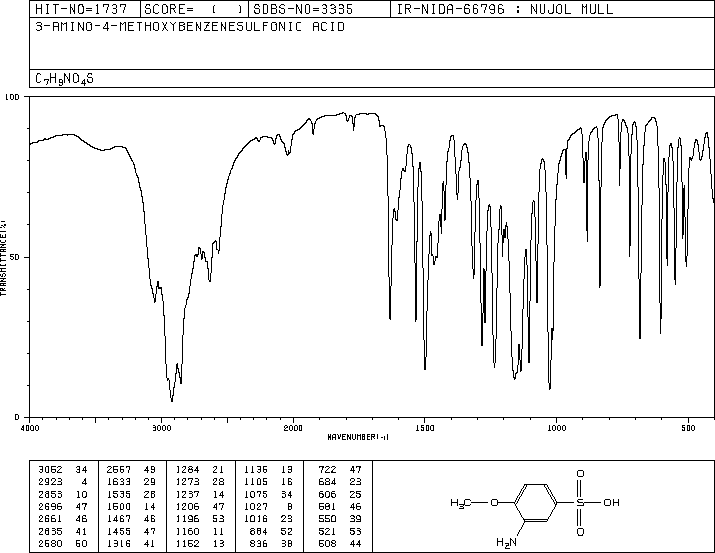 HIT-NO=1737 SCORE= ( ) SDBS-NO=3335 IR-NIDA-66796 : NUJOL MULL
3-AMINO-4-METHOXYBENZENESULFONIC ACID
C7H9NO4S
100
50
0
TRANSMITTANCE(%)
4000 3000 2000 1500 1000 500
WAVENUMBER(-1)
3062 34 2567 49 1284 21 1136 13 722 47
2923 4 1633 29 1273 28 1105 16 684 23
2853 10 1535 28 1237 14 1075 34 606 25
2696 47 1500 14 1206 47 1027 8 581 46
2661 46 1467 46 1196 53 1016 23 550 39
2635 41 1455 47 1160 11 884 52 521 53
2580 60 1316 41 1152 13 836 38 508 44
O
H3C O S OH
O
H2N